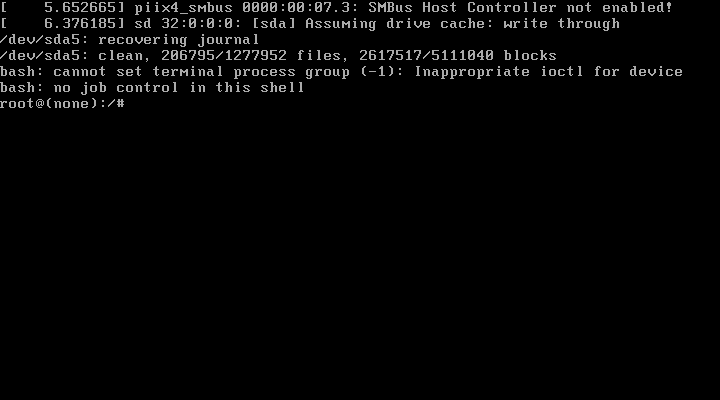 [    5.652665] piix4_smbus 0000:00:07.3: SMBus Host Controller not enabled!
[    6.376185] sd 32:0:0:0: [sda] Assuming drive cache: write through
/dev/sda5: recovering journal
/dev/sda5: clean, 206795/1277952 files, 2617517/5111040 blocks
bash: cannot set terminal process group (-1): Inappropriate ioctl for device
bash: no job control in this shell
root@(none):/#